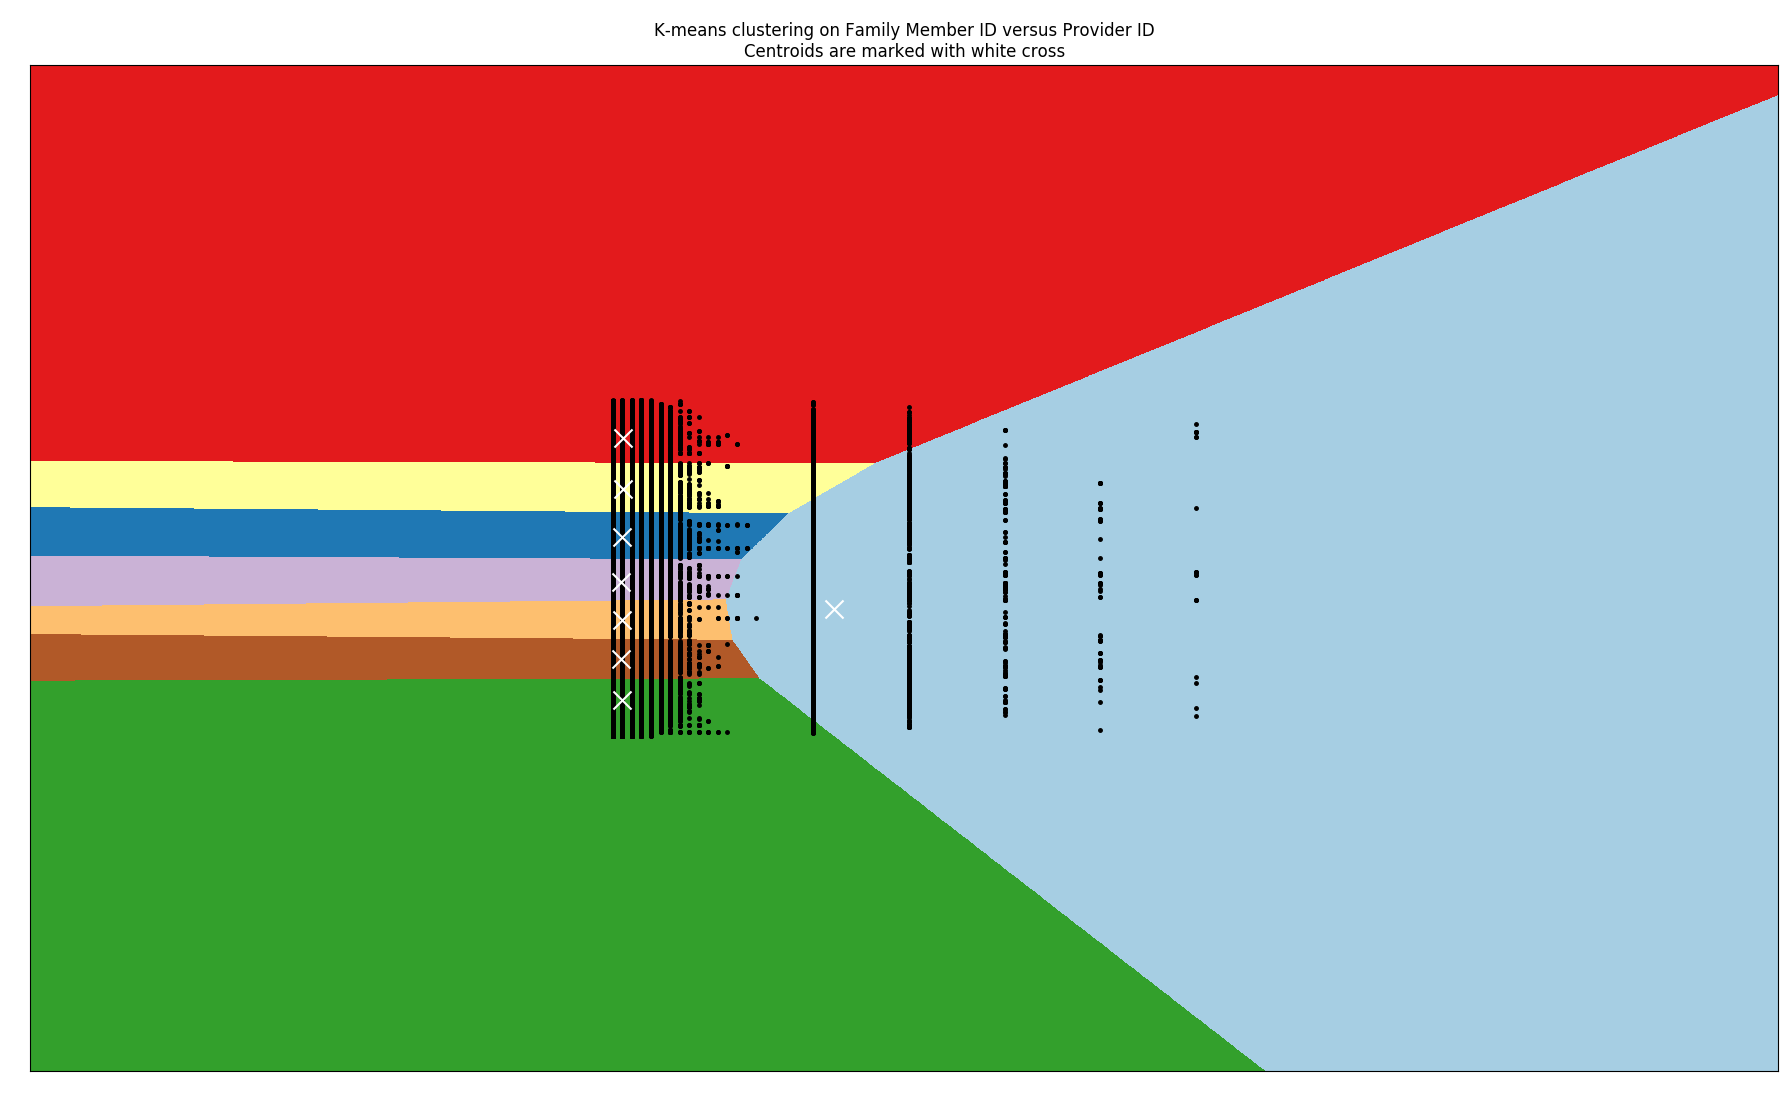 K-means clustering on Family Member ID versus Provider ID
Centroids are marked with white cross